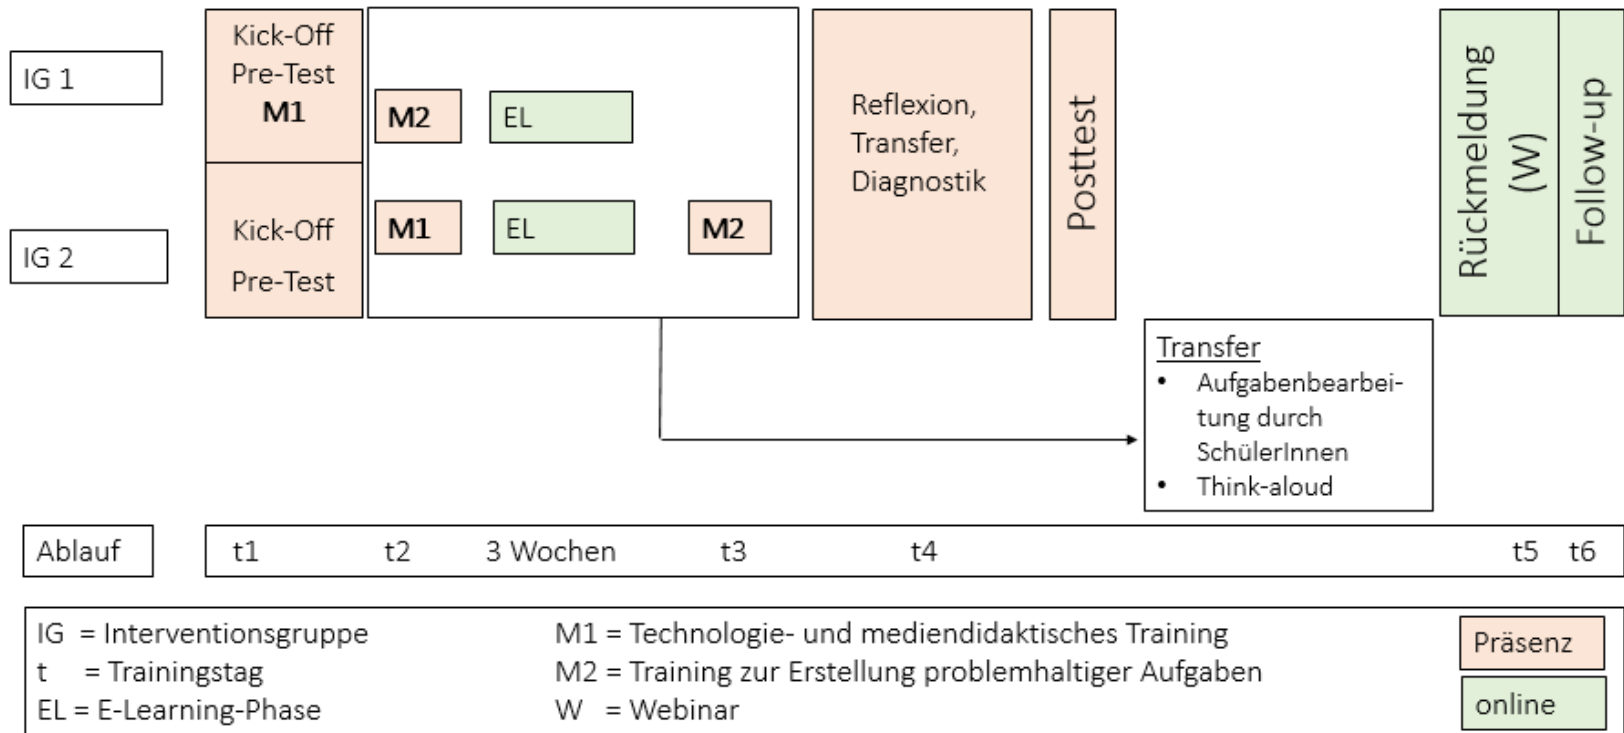 IG 1
Kick-Off
Pre-Test
M1
M2
EL
IG 2
Kick-Off
Pre-Test
M1
EL
M2
Reflexion,
Transfer,
Diagnostik
Posttest
Transfer
• Aufgabenbearbei-
tung durch
SchülerInnen
• Think-aloud
Rückmeldung
(W)
Follow-up
Ablauf
t1 t2 3 Wochen t3 t4 t5 t6
IG = Interventionsgruppe
t = Trainingstag
EL = E-Learning-Phase
M1 = Technologie- und mediendidaktisches Training
M2 = Training zur Erstellung problemhaltiger Aufgaben
W = Webinar
Präsenz
online